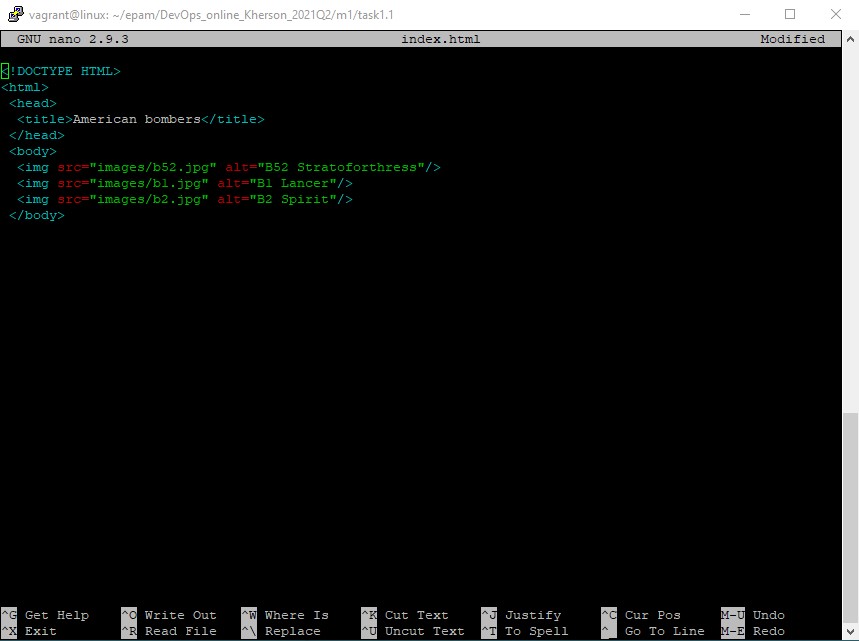 vagrant@linux: ~/epam/DevOps_online_Kherson_2021Q2/m1/task1.1
GNU nano 2.9.3 index.html Modified
<!DOCTYPE HTML>
<html>
 <head>
  <title>American bombers</title>
 </head>
 <body>
  <img src="images/b52.jpg" alt="B52 Stratoforthress"/>
  <img src="images/b1.jpg" alt="B1 Lancer"/>
  <img src="images/b2.jpg" alt="B2 Spirit"/>
 </body>
^G Get Help ^O Write Out ^W Where Is ^K Cut Text ^J Justify ^C Cur Pos M-U Undo
^X Exit ^R Read File ^\ Replace ^U Uncut Text ^T To Spell ^_ Go To Line M-E Redo